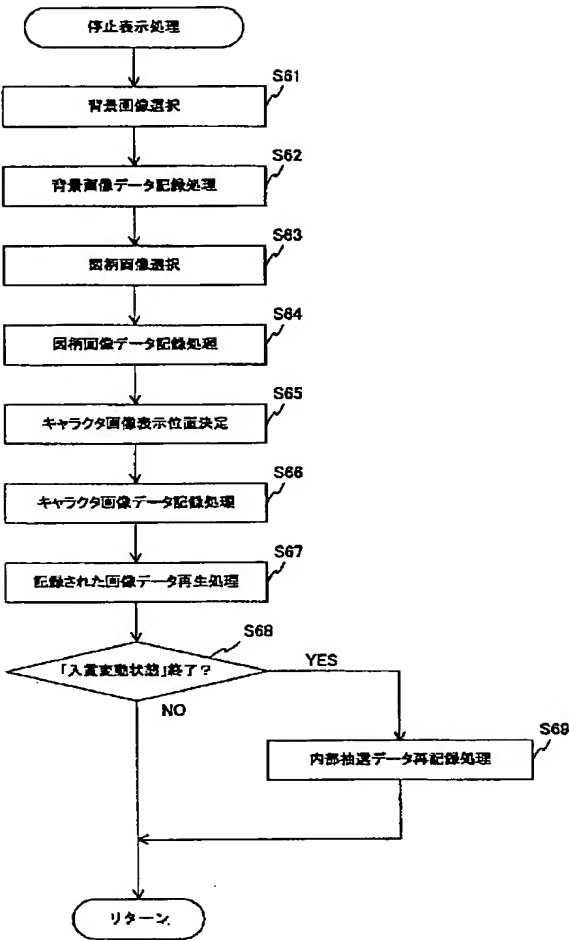 停止表示処理
S61
背景画像選択
S62
背景画像データ記録処理
S63
図柄画像選択
S64
図柄画像データ記録処理
S65
キャラクタ画像表示位置決定
S66
キャラクタ画像データ記録処理
S67
記録された画像データ再生処理
S68
「入賞変動状態」終了？
YES
NO
S69
内部抽選データ再記録処理
リターン